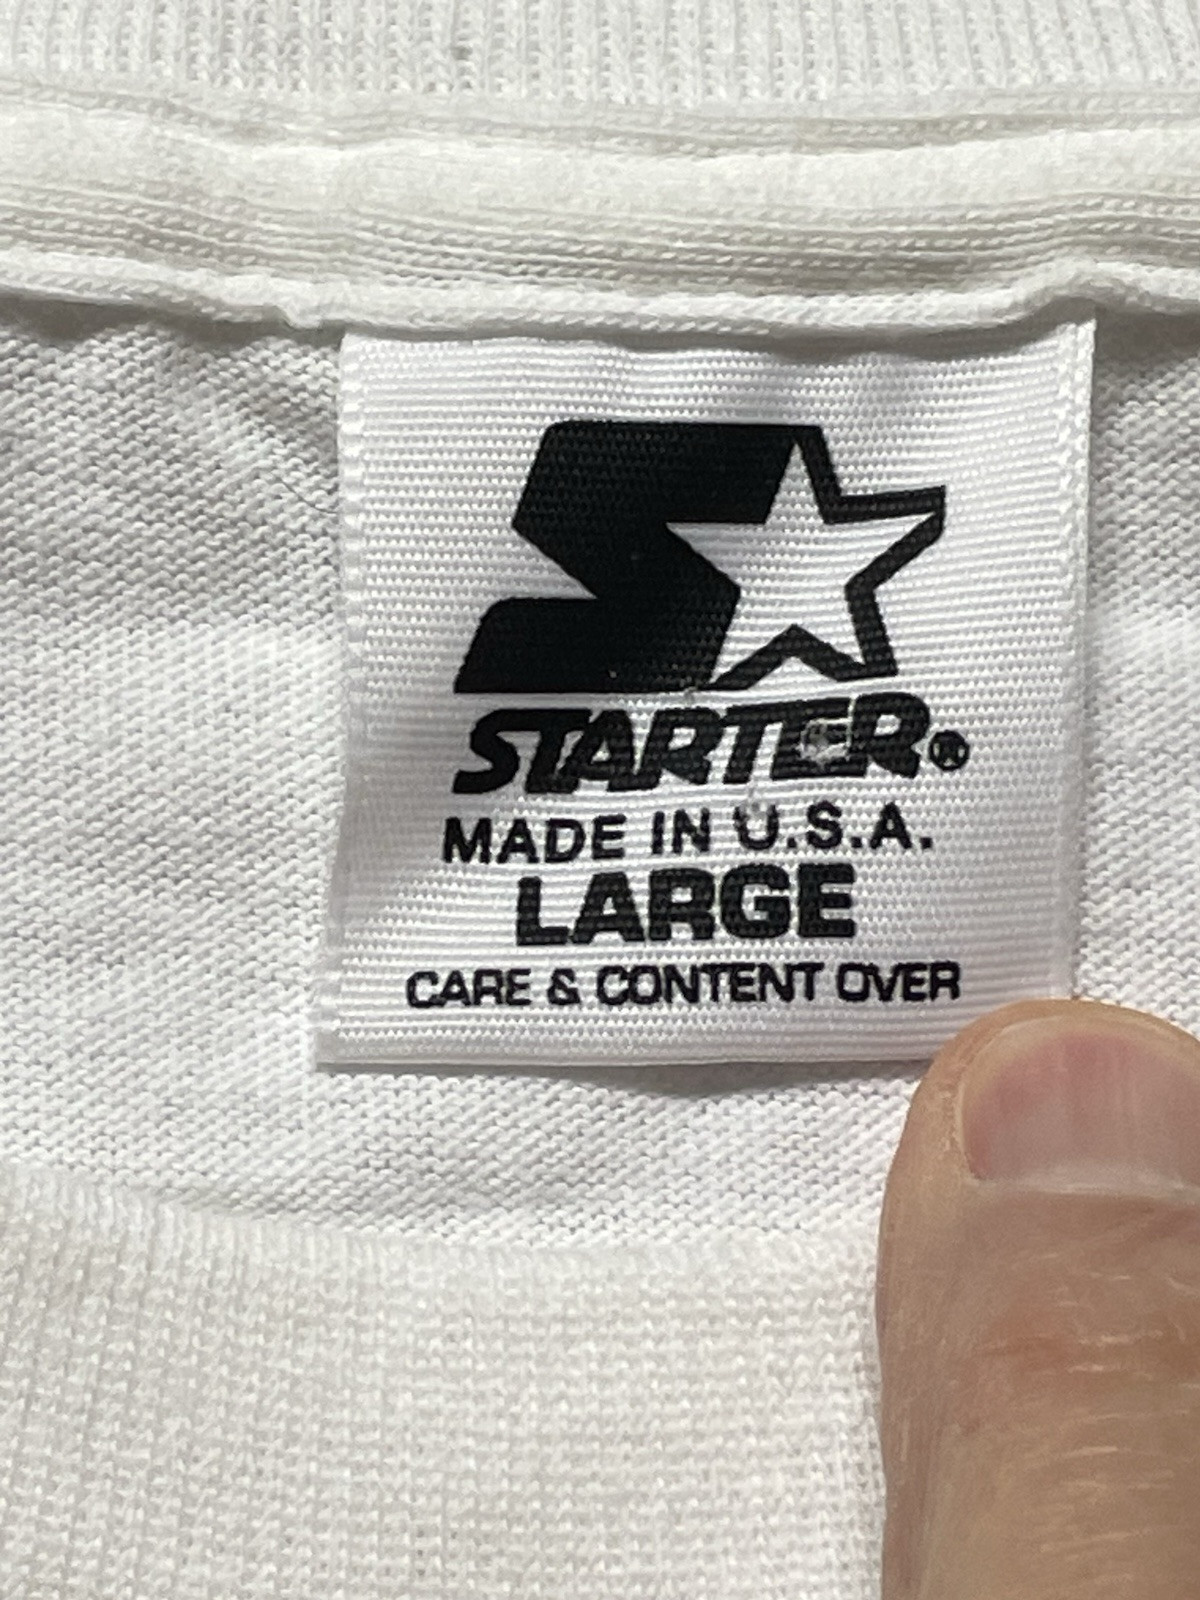 STARTER®
MADE IN U.S.A.
LARGE
CARE & CONTENT OVER